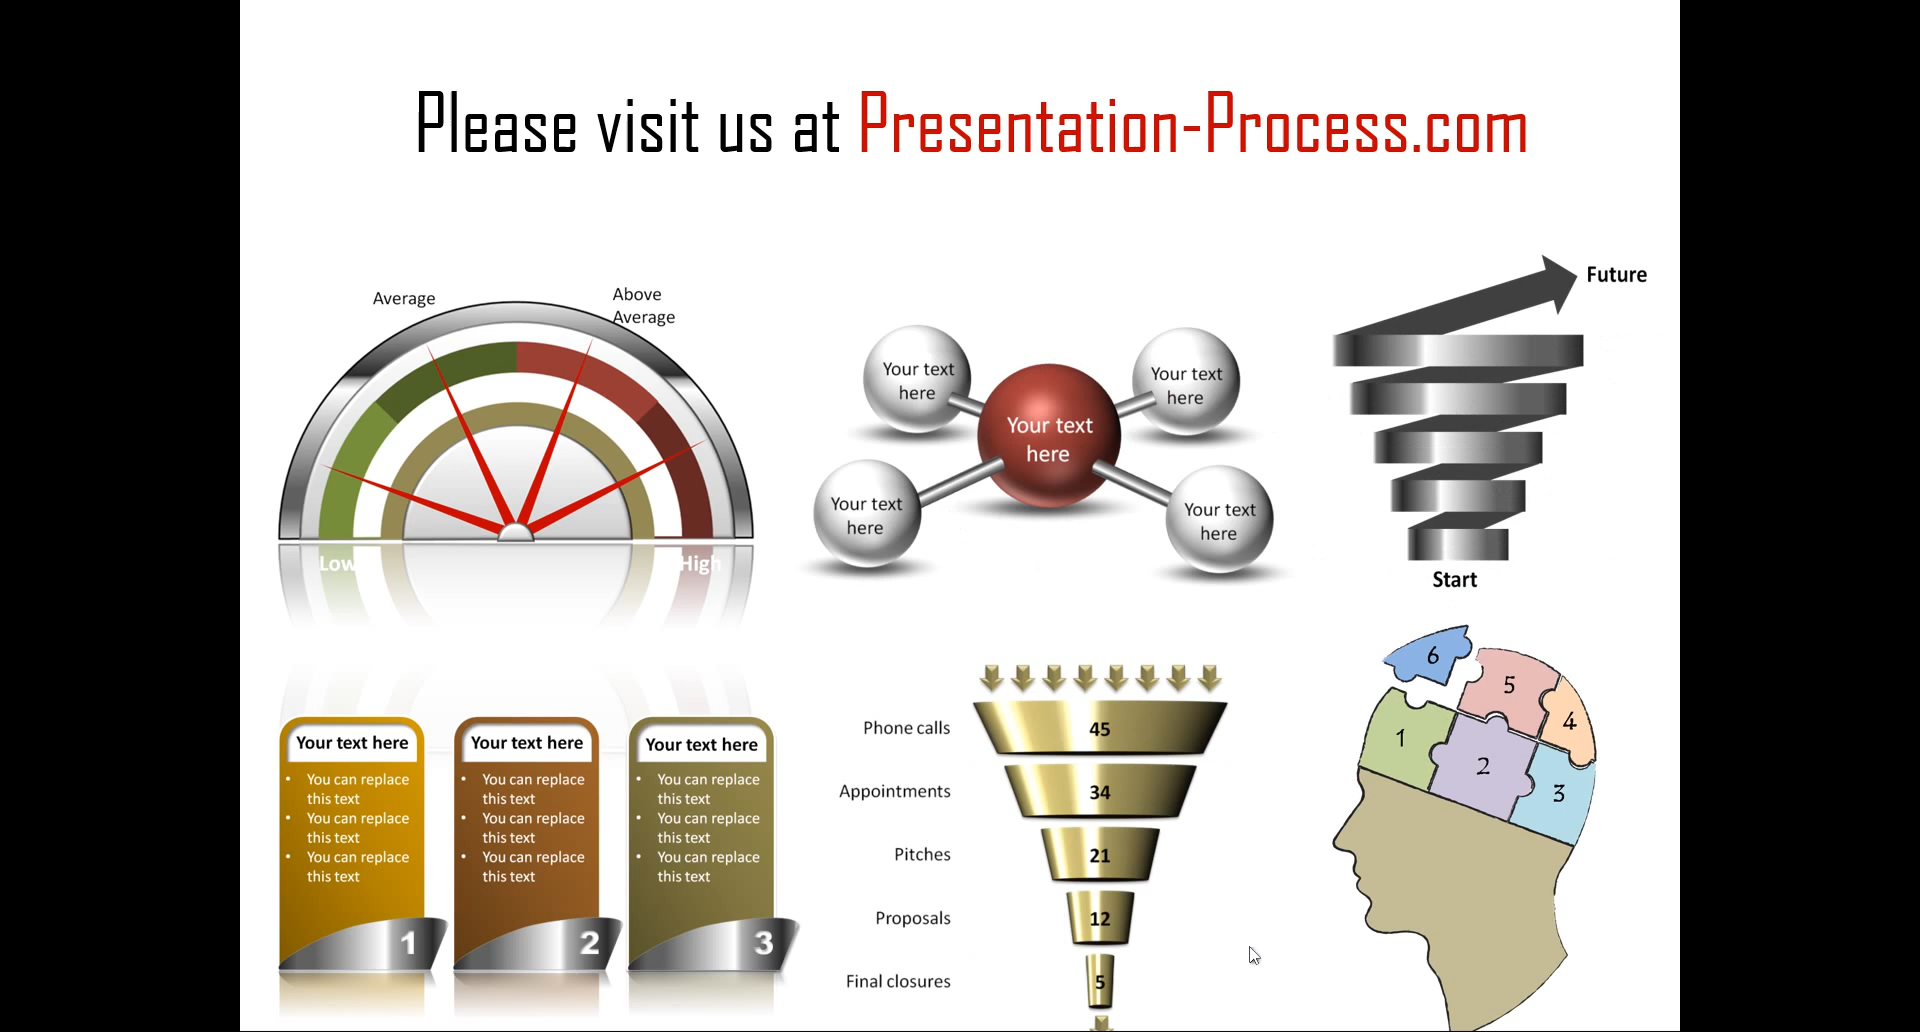 Please visit us at Presentation-Process.com
Average
Above
Average
Low
High
Your text
here
Your text
here
Your text
here
Your text
here
Your text
here
Future
Start
Your text here
• You can replace
this text
• You can replace
this text
• You can replace
this text
1
Your text here
• You can replace
this text
• You can replace
this text
• You can replace
this text
2
Your text here
• You can replace
this text
• You can replace
this text
• You can replace
this text
3
Phone calls 45
Appointments 34
Pitches 21
Proposals 12
Final closures 5
6
5
4
1
2
3